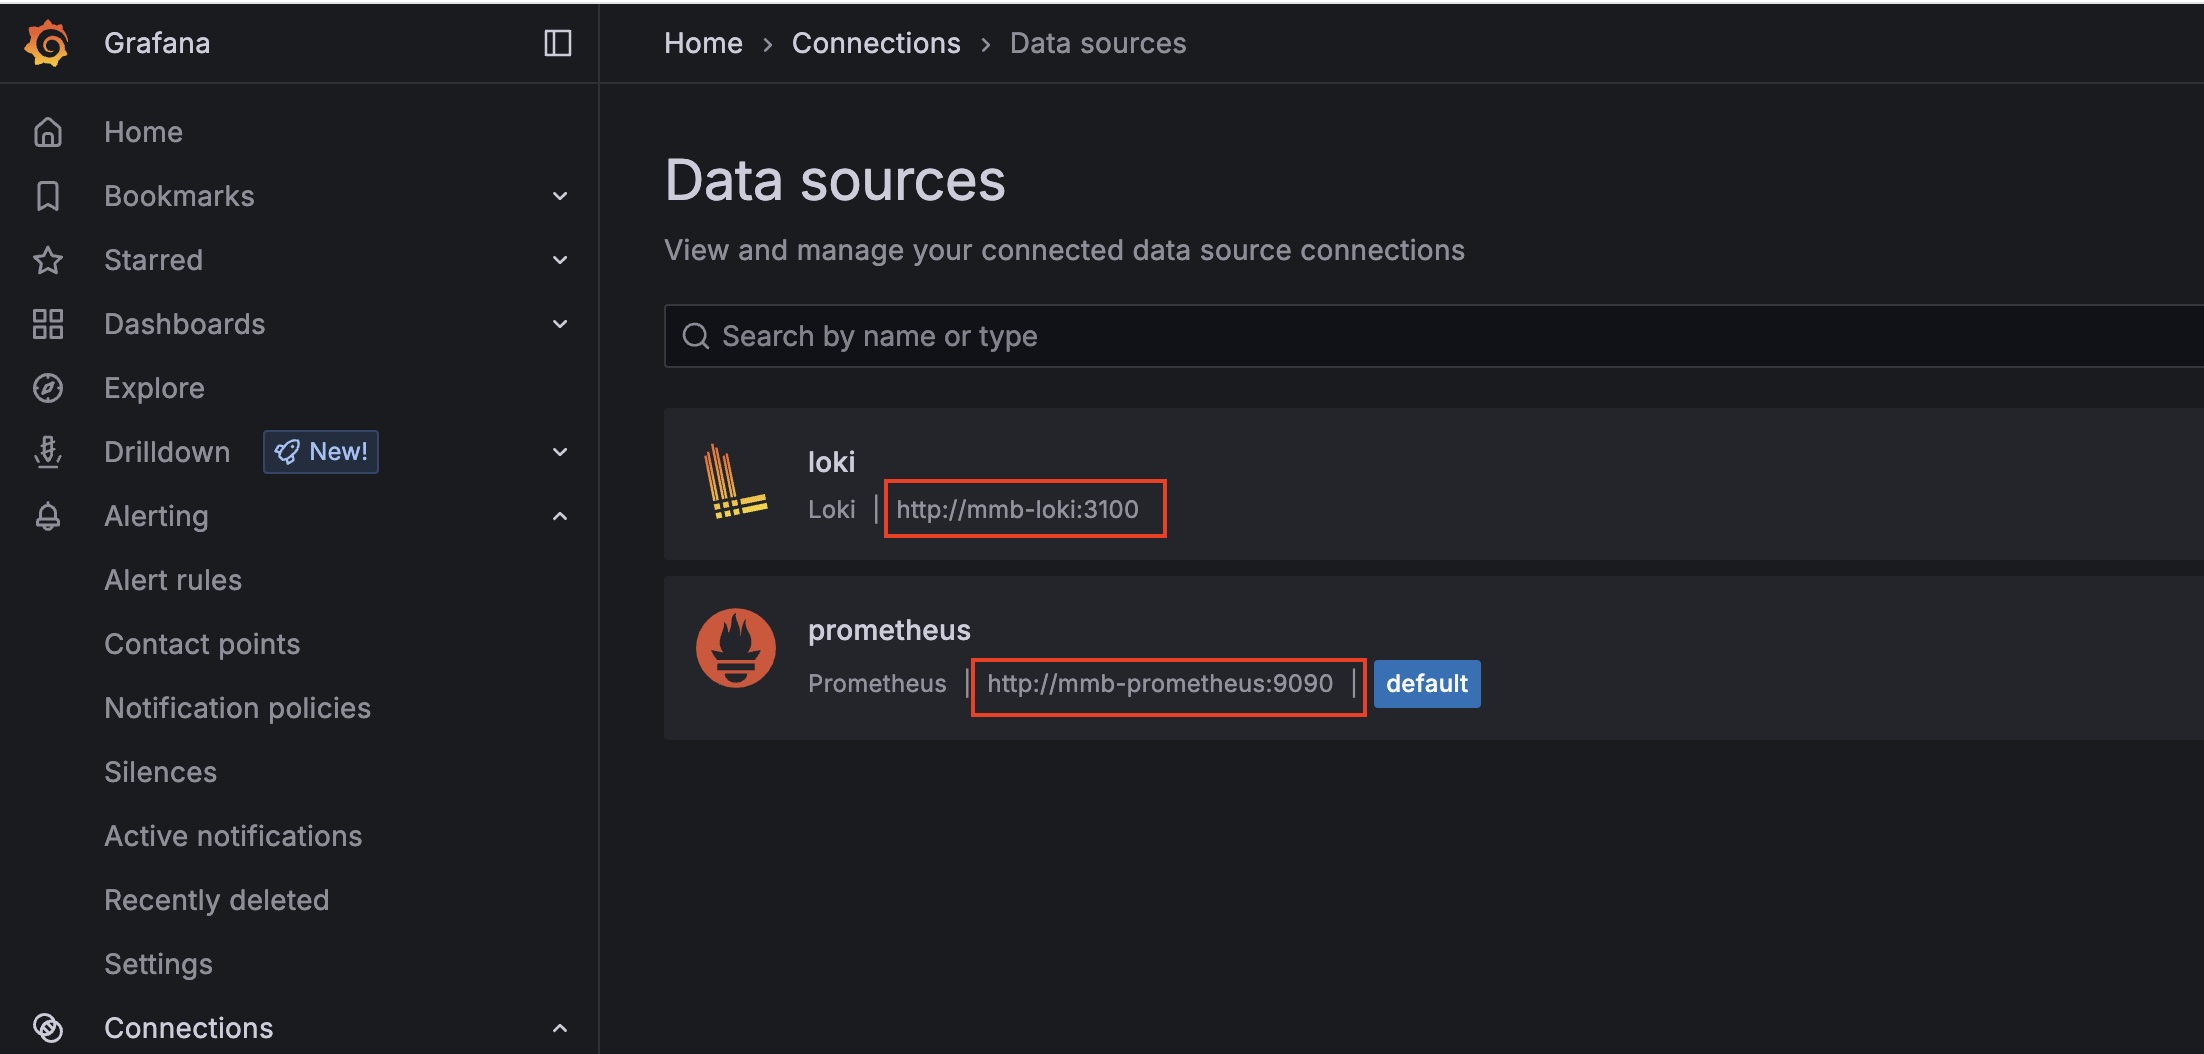 Grafana
Home
Bookmarks
Starred
Dashboards
Explore
Drilldown New!
Alerting
Alert rules
Contact points
Notification policies
Silences
Active notifications
Recently deleted
Settings
Connections
Home › Connections › Data sources
Data sources
View and manage your connected data source connections
Search by name or type
loki
Loki | http://mmb-loki:3100
prometheus
Prometheus | http://mmb-prometheus:9090 | default